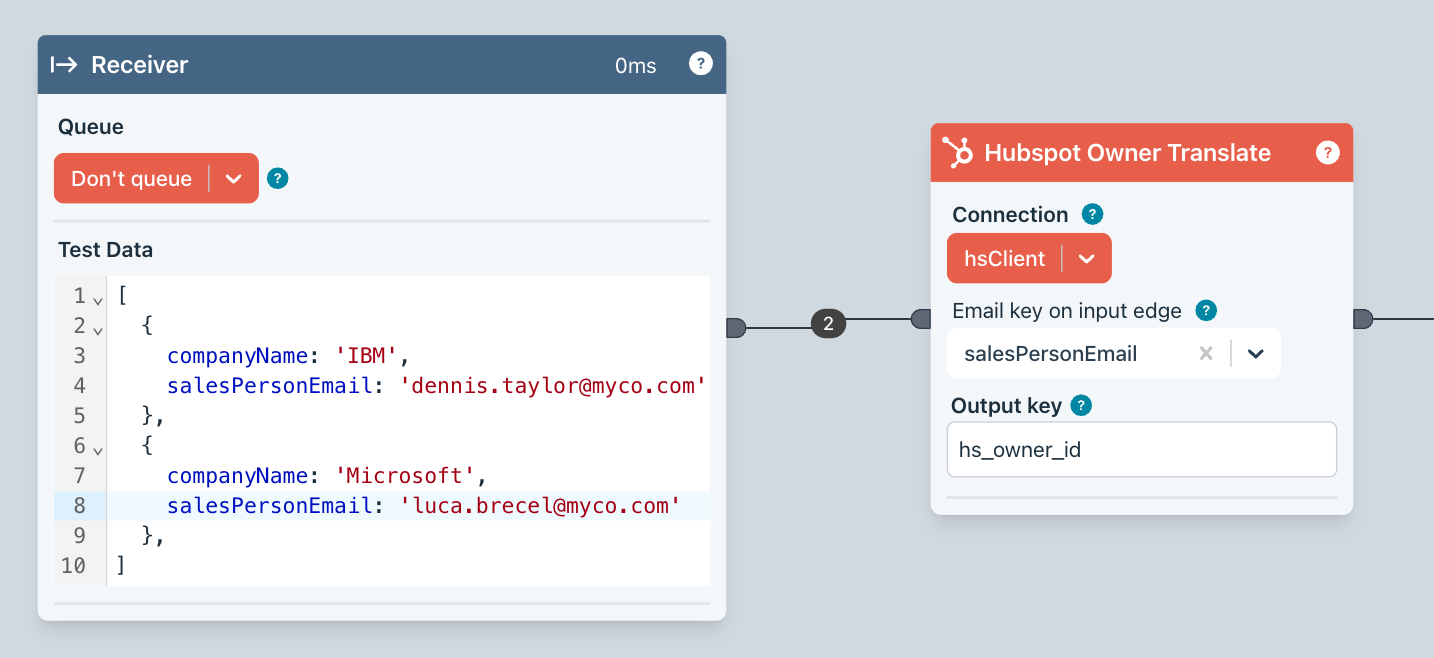 Receiver 0ms ?
Queue
Don't queue ?
Test Data
1 [
2 {
3 companyName: 'IBM',
4 salesPersonEmail: 'dennis.taylor@myco.com'
5 },
6 {
7 companyName: 'Microsoft',
8 salesPersonEmail: 'luca.brecel@myco.com'
9 },
10 ]
2
Hubspot Owner Translate ?
Connection ?
hsClient
Email key on input edge ?
salesPersonEmail
Output key ?
hs_owner_id